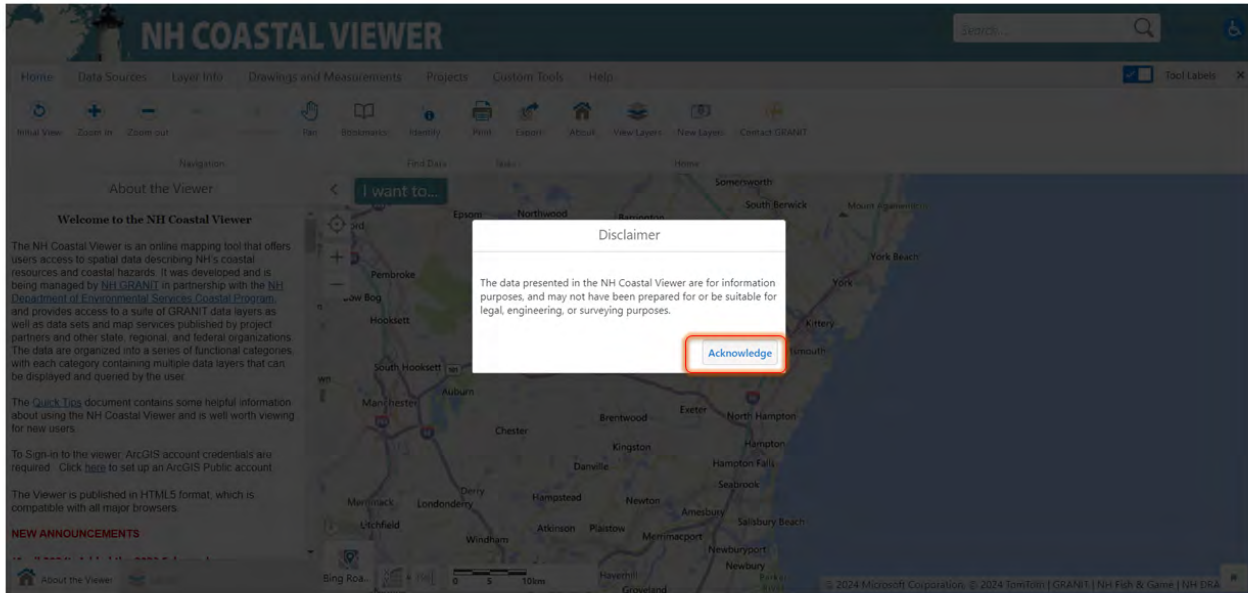 NH COASTAL VIEWER
Search...
Home Data Sources Layer Info Drawings and Measurements Projects Custom Tools Help
Tool Labels
Initial View Zoom In Zoom out Pan Bookmarks Identify Print Export About View Layers New Layers Contact GRANIT
Navigation Find Data Home
About the Viewer
Welcome to the NH Coastal Viewer
The NH Coastal Viewer is an online mapping tool that offers
users access to spatial data describing NH's coastal
resources and coastal hazards. It was developed and is
being managed by NH GRANIT in partnership with the NH
Department of Environmental Services Coastal Program,
and provides access to a suite of GRANIT data layers as
well as data sets and map services published by project
partners and other state, regional, and federal organizations.
The data are organized into a series of functional categories,
with each category containing multiple data layers that can
be displayed and queried by the user.
The Quick Tips document contains some helpful information
about using the NH Coastal Viewer and is well worth viewing
for new users.
To Sign-in to the viewer, ArcGIS account credentials are
required. Click here to set up an ArcGIS Public account.
The Viewer is published in HTML5 format, which is
compatible with all major browsers.
NEW ANNOUNCEMENTS
About the Viewer
I want to...
Somersworth
South Berwick
Mount Agamenticus
Epsom
Northwood
Barrington
York Beach
Pembroke
York
Bow Bog
Hooksett
Kittery
South Hooksett
Auburn
Manchester
Exeter
North Hampton
Brentwood
Chester
Hampton
Kingston
Danville
Hampton Falls
Seabrook
Derry
Merrimack
Londonderry
Hampstead
Newton
Amesbury
Salisbury Beach
Litchfield
Atkinson
Plaistow
Merrimacport
Windham
Newburyport
Newbury
Haverhill
Groveland
Disclaimer
The data presented in the NH Coastal Viewer are for information
purposes, and may not have been prepared for or be suitable for
legal, engineering, or surveying purposes.
Acknowledge
Bing Roa...
0 5 10km
© 2024 Microsoft Corporation, © 2024 TomTom | GRANIT | NH Fish & Game | NH DRA